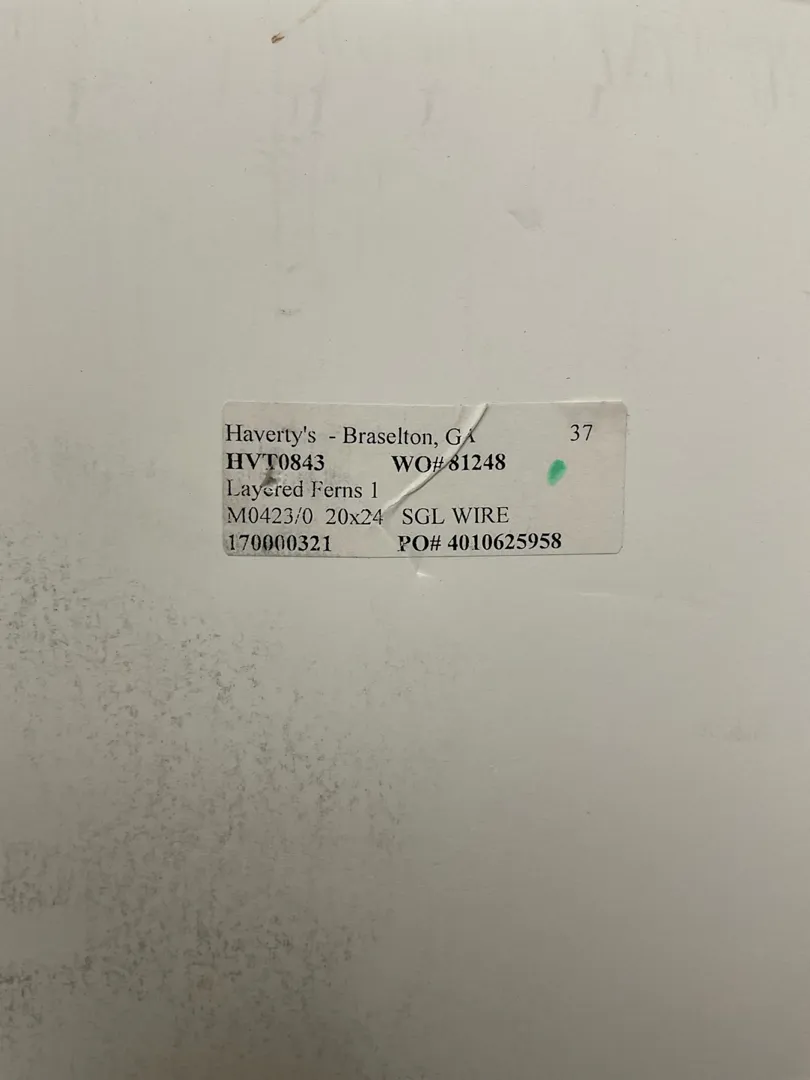 Haverty's - Braselton, GA 37
HVT0843 WO# 81248
Layered Ferns 1
M0423/0 20x24 SGL WIRE
170000321 PO# 4010625958